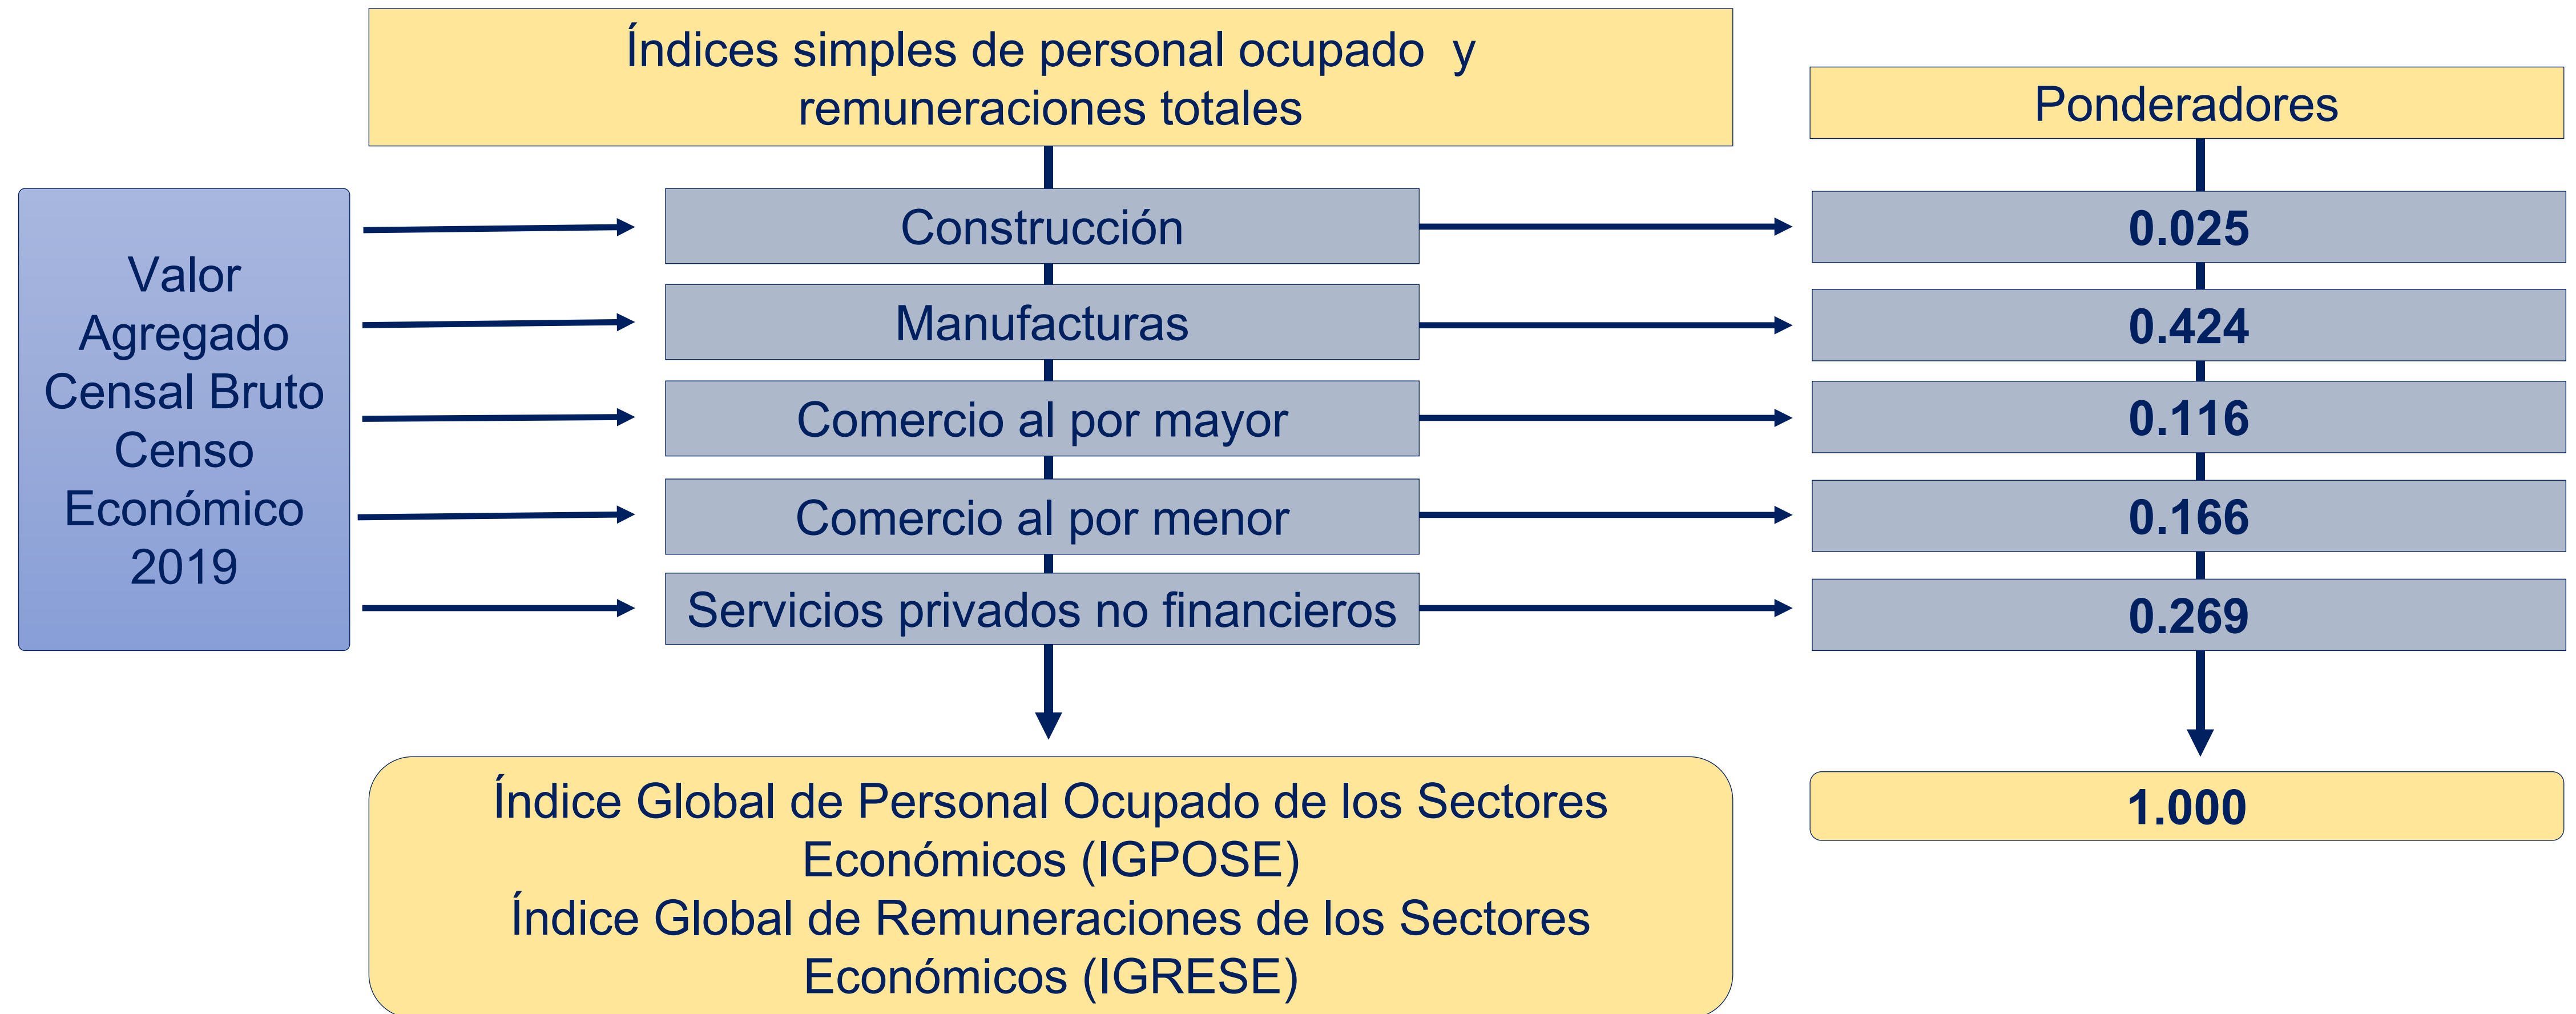 Índices simples de personal ocupado y
remuneraciones totales
Ponderadores
Valor
Agregado
Censal Bruto
Censo
Económico
2019
Construcción
0.025
Manufacturas
0.424
Comercio al por mayor
0.116
Comercio al por menor
0.166
Servicios privados no financieros
0.269
Índice Global de Personal Ocupado de los Sectores
Económicos (IGPOSE)
Índice Global de Remuneraciones de los Sectores
Económicos (IGRESE)
1.000